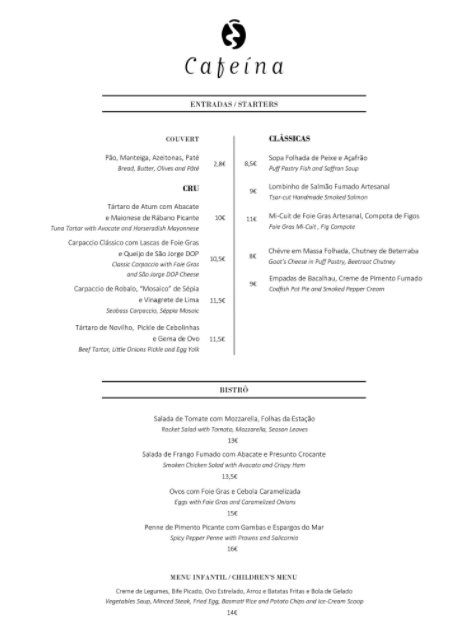 Cafeína
ENTRADAS / STARTERS
COUVERT
Pão, Manteiga, Azeitonas, Paté
Bread, Butter, Olives and Pâté
2,8€
CRU
Tártaro de Atum com Abacate
e Maionese de Rábano Picante
10€
Tuna Tartar with Avocate and Horseradish Mayonnese
Carpaccio Clássico com Lascas de Foie Gras
e Queijo de São Jorge DOP
10,5€
Classic Carpaccio with Foie Gras
and São Jorge DOP Cheese
Carpaccio de Robalo, "Mosaico" de Sépia
e Vinagrete de Lima
11,5€
Seabass Carpaccio, Séppia Mosaic
Tártaro de Novilho, Pickle de Cebolinhas
e Gema de Ovo
11,5€
Beef Tartar, Little Onions Pickle and Egg Yolk
CLÁSSICAS
8,5€
Sopa Folhada de Peixe e Açafrão
Puff Pastry Fish and Saffron Soup
9€
Lombinho de Salmão Fumado Artesanal
Tsar-cut Handmade Smoked Salmon
11€
Mi-Cuit de Foie Gras Artesanal, Compota de Figos
Foie Gras Mi-Cuit , Fig Compote
8€
Chévre em Massa Folhada, Chutney de Beterraba
Goat's Cheese in Puff Pastry, Beetroot Chutney
9€
Empadas de Bacalhau, Creme de Pimento Fumado
Codfish Pot Pie and Smoked Pepper Cream
BISTRÔ
Salada de Tomate com Mozzarella, Folhas da Estação
Rocket Salad with Tomato, Mozzarella, Season Leaves
13€
Salada de Frango Fumado com Abacate e Presunto Crocante
Smoken Chicken Salad with Avocato and Crispy Ham
13,5€
Ovos com Foie Gras e Cebola Caramelizada
Eggs with Foie Gras and Caramelized Onions
15€
Penne de Pimento Picante com Gambas e Espargos do Mar
Spicy Pepper Penne with Prawns and Salicornia
16€
MENU INFANTIL / CHILDREN'S MENU
Creme de Legumes, Bife Picado, Ovo Estrelado, Arroz e Batatas Fritas e Bola de Gelado
Vegetables Soup, Minced Steak, Fried Egg, Basmati Rice and Potato Chips and Ice-Cream Scoop
14€